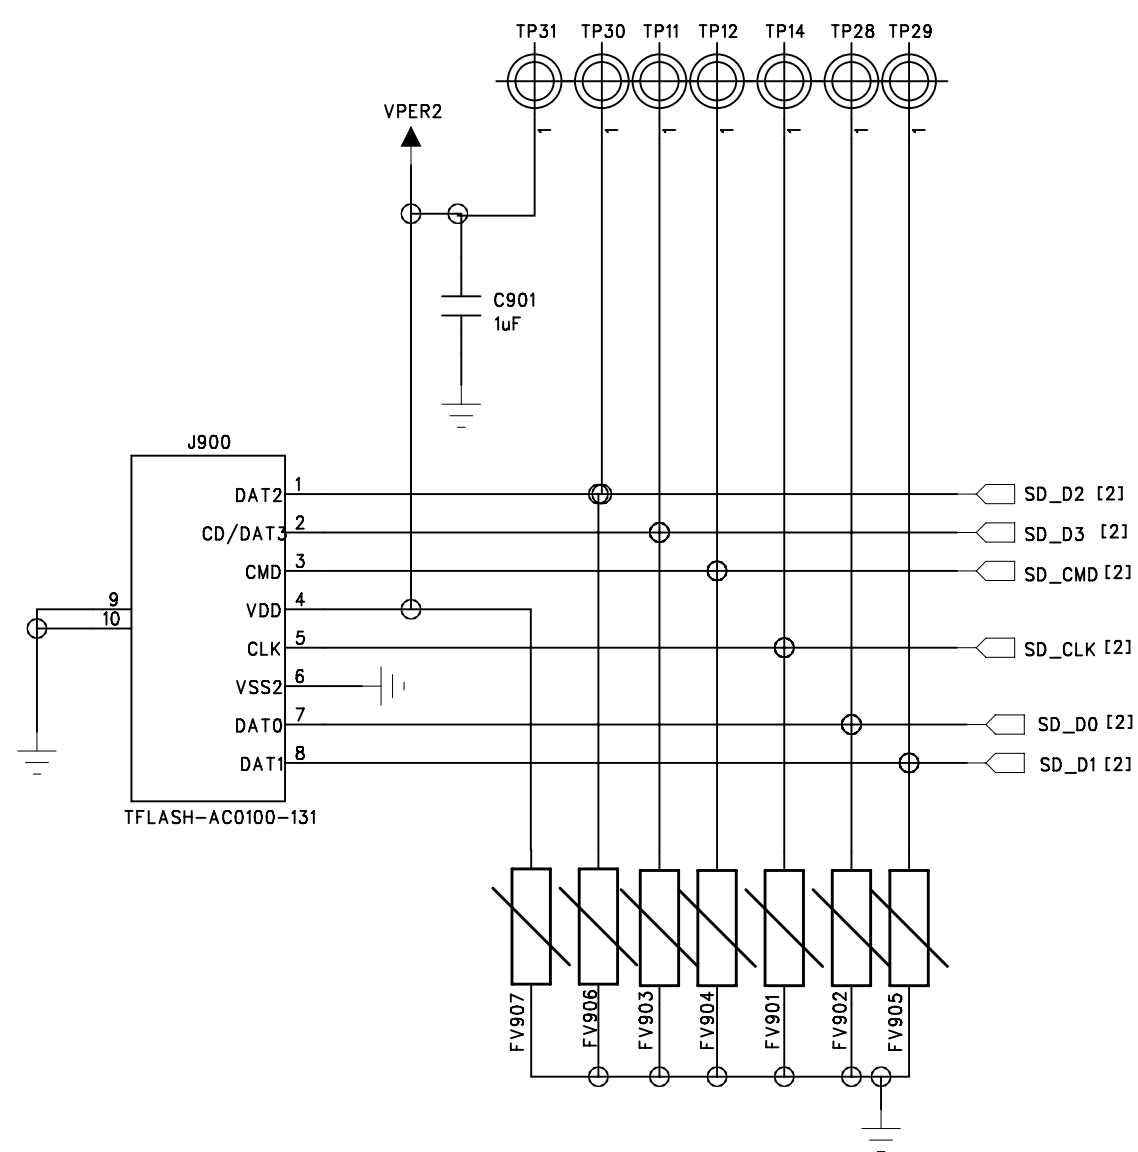 TP31 TP30 TP11 TP12 TP14 TP28 TP29
1 1 1 1 1 1 1
VPER2
C901
1uF
J900
DAT2 1 SD_D2 [2]
CD/DAT3 2 SD_D3 [2]
CMD 3 SD_CMD [2]
9 VDD 4
10
CLK 5 SD_CLK [2]
VSS2 6
DAT0 7 SD_D0 [2]
DAT1 8 SD_D1 [2]
TFLASH-AC0100-131
FV907 FV906 FV903 FV904 FV901 FV902 FV905